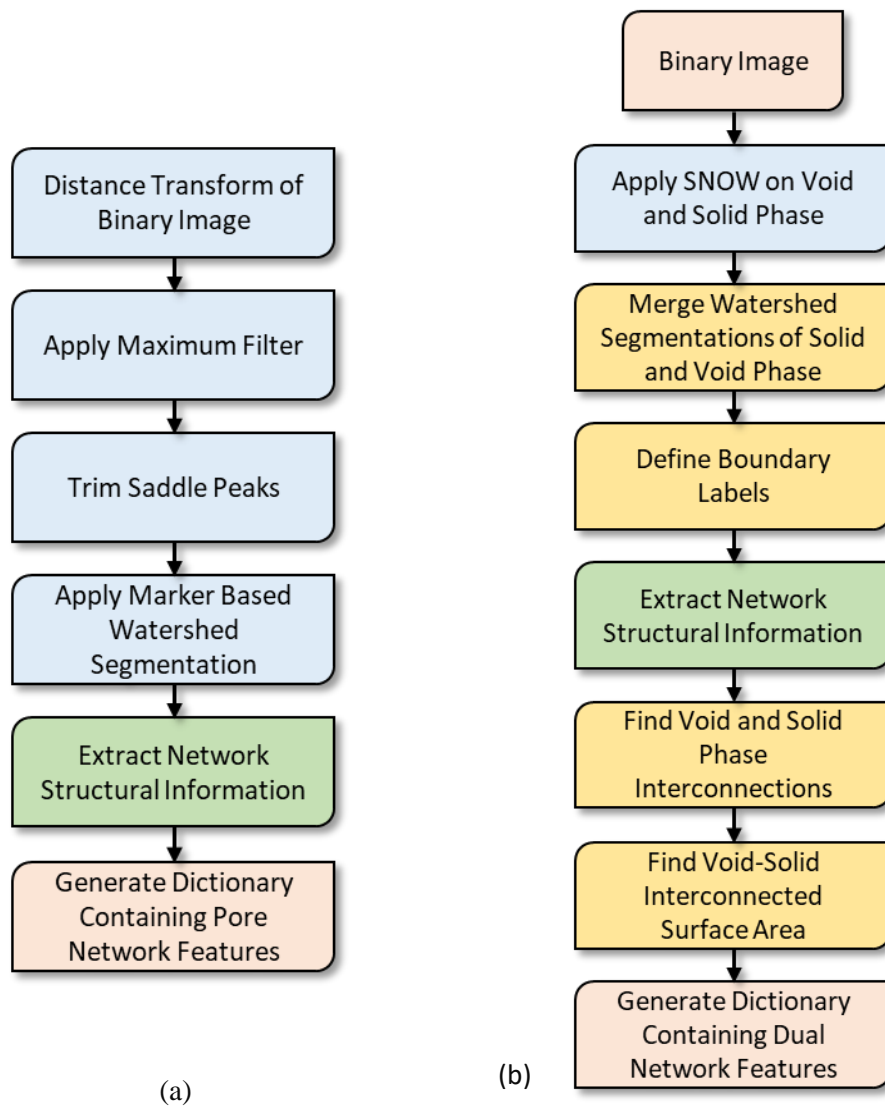 Distance Transform of
Binary Image
Apply Maximum Filter
Trim Saddle Peaks
Apply Marker Based
Watershed
Segmentation
Extract Network
Structural Information
Generate Dictionary
Containing Pore
Network Features
(a)
Binary Image
Apply SNOW on Void
and Solid Phase
Merge Watershed
Segmentations of Solid
and Void Phase
Define Boundary
Labels
Extract Network
Structural Information
Find Void and Solid
Phase
Interconnections
Find Void-Solid
Interconnected
Surface Area
Generate Dictionary
Containing Dual
Network Features
(b)